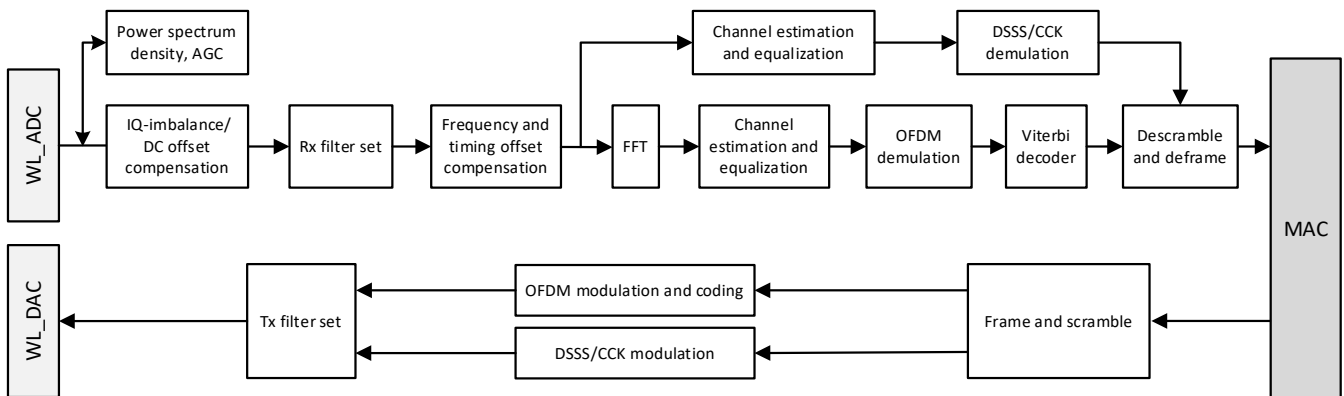 Power spectrum
density, AGC
Channel estimation
and equalization
DSSS/CCK
demulation
WL_ADC
IQ-imbalance/
DC offset
compensation
Rx filter set
Frequency and
timing offset
compensation
FFT
Channel
estimation and
equalization
OFDM
demulation
Viterbi
decoder
Descramble
and deframe
MAC
WL_DAC
Tx filter set
OFDM modulation and coding
DSSS/CCK modulation
Frame and scramble